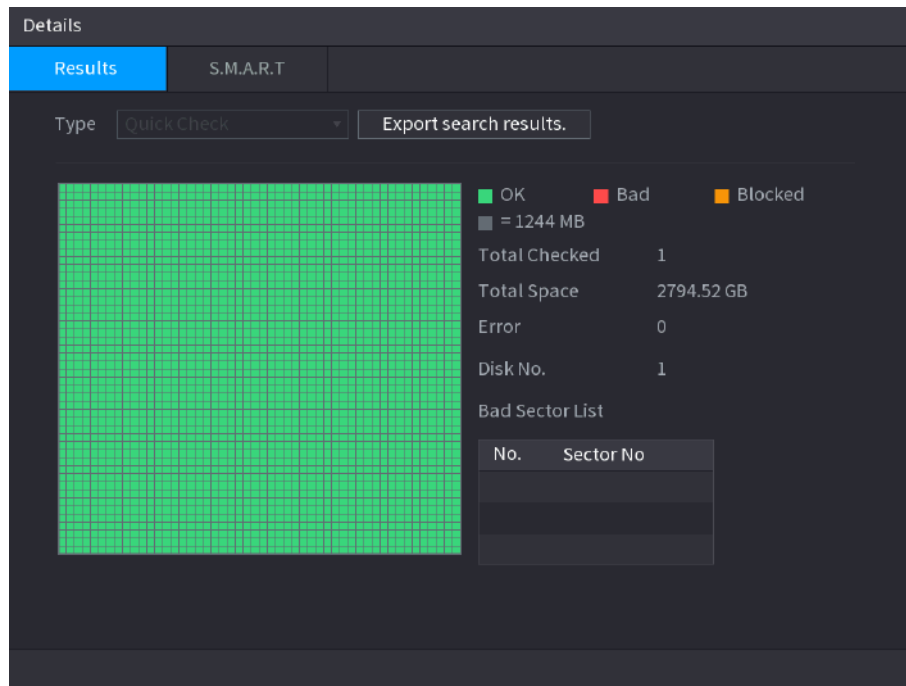 Details
Results S.M.A.R.T
Type Quick Check Export search results.
OK Bad Blocked
= 1244 MB
Total Checked 1
Total Space 2794.52 GB
Error 0
Disk No. 1
Bad Sector List
No. Sector No